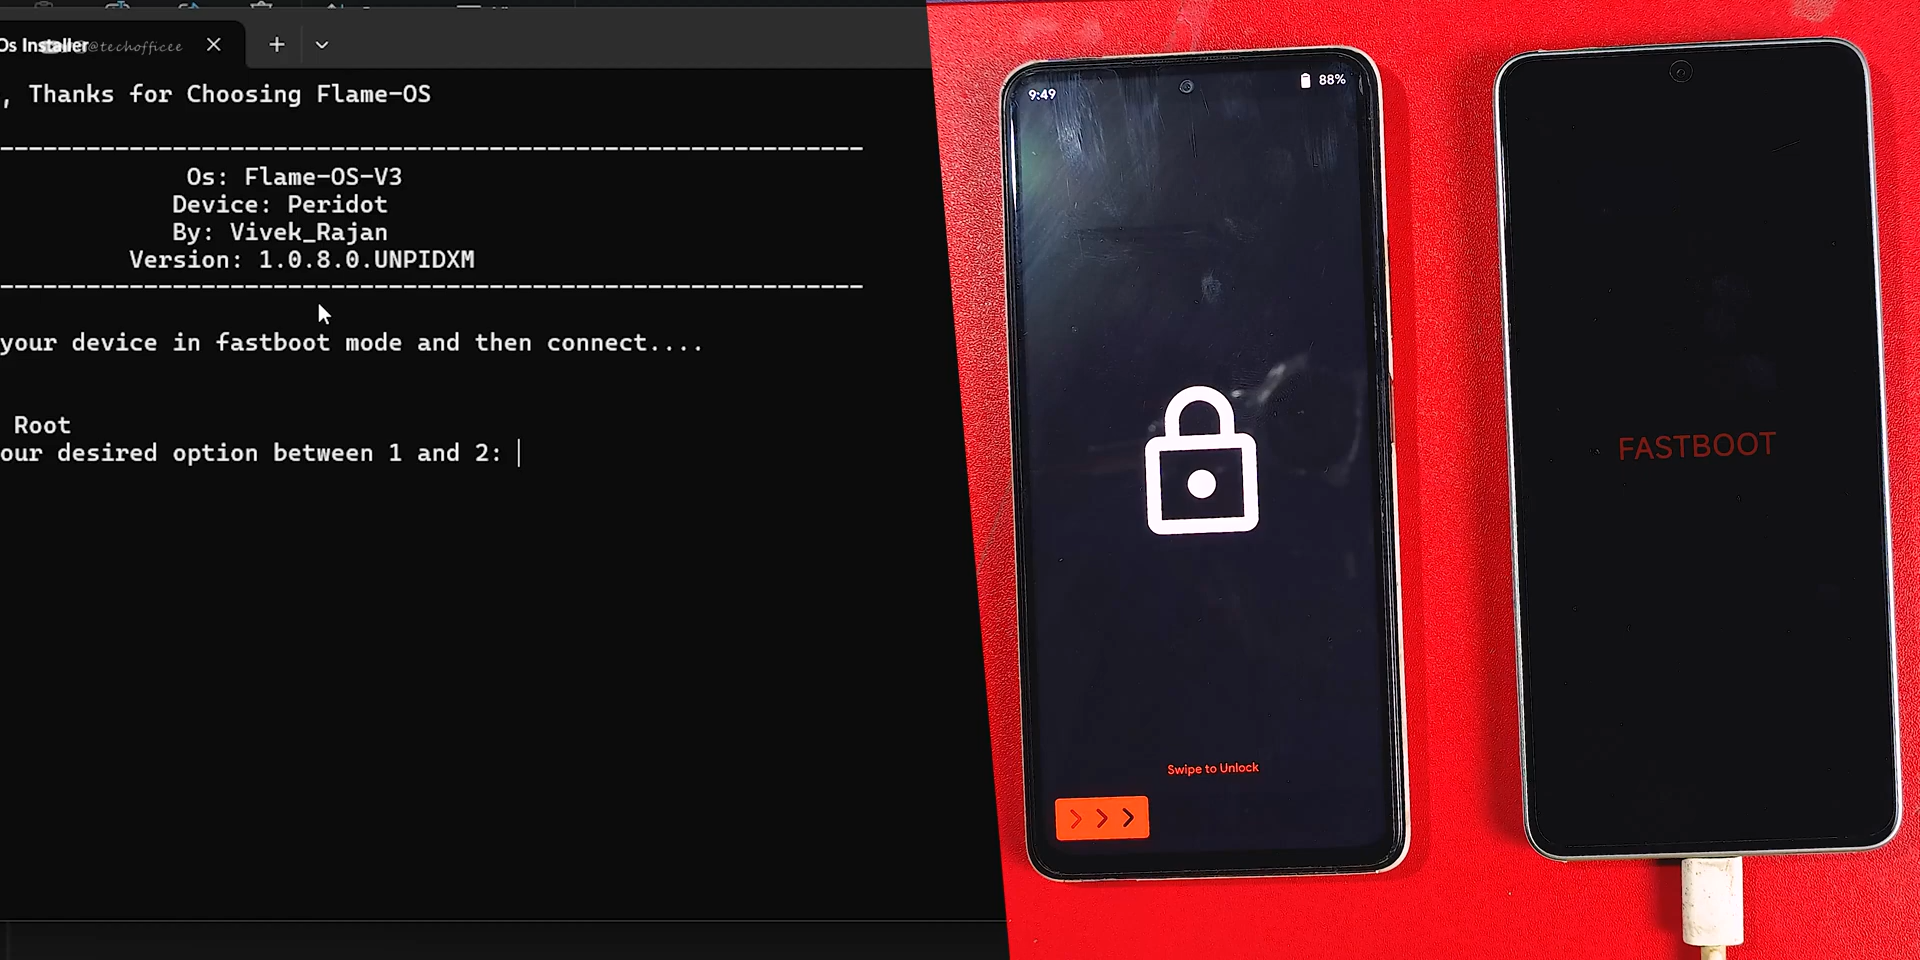 Os Installer
@techofficee
, Thanks for Choosing Flame-OS
Os: Flame-OS-V3
Device: Peridot
By: Vivek_Rajan
Version: 1.0.8.0.UNPIDXM
your device in fastboot mode and then connect....
Root
our desired option between 1 and 2:
9:49
88%
Swipe to Unlock
FASTBOOT